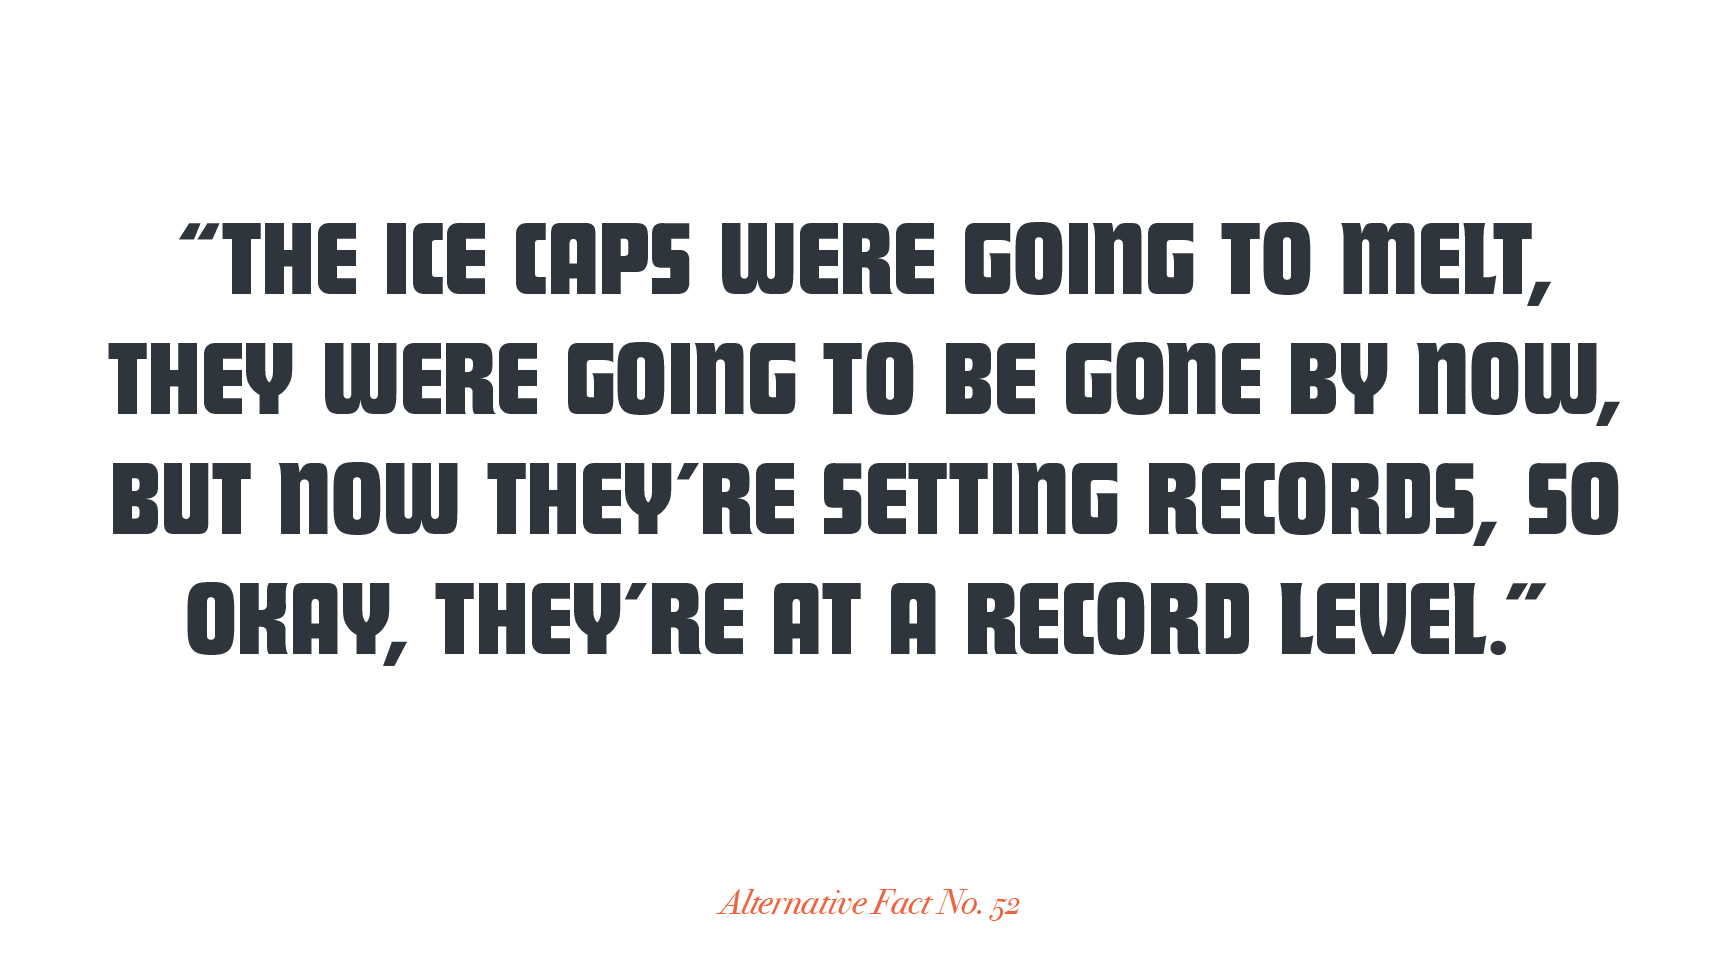 ″THE ICE CAPS WERE GOING TO MELT,
THEY WERE GOING TO BE GONE BY NOW,
BUT NOW THEY′RE SETTING RECORDS, SO
OKAY, THEY′RE AT A RECORD LEVEL.″
Alternative Fact No. 52